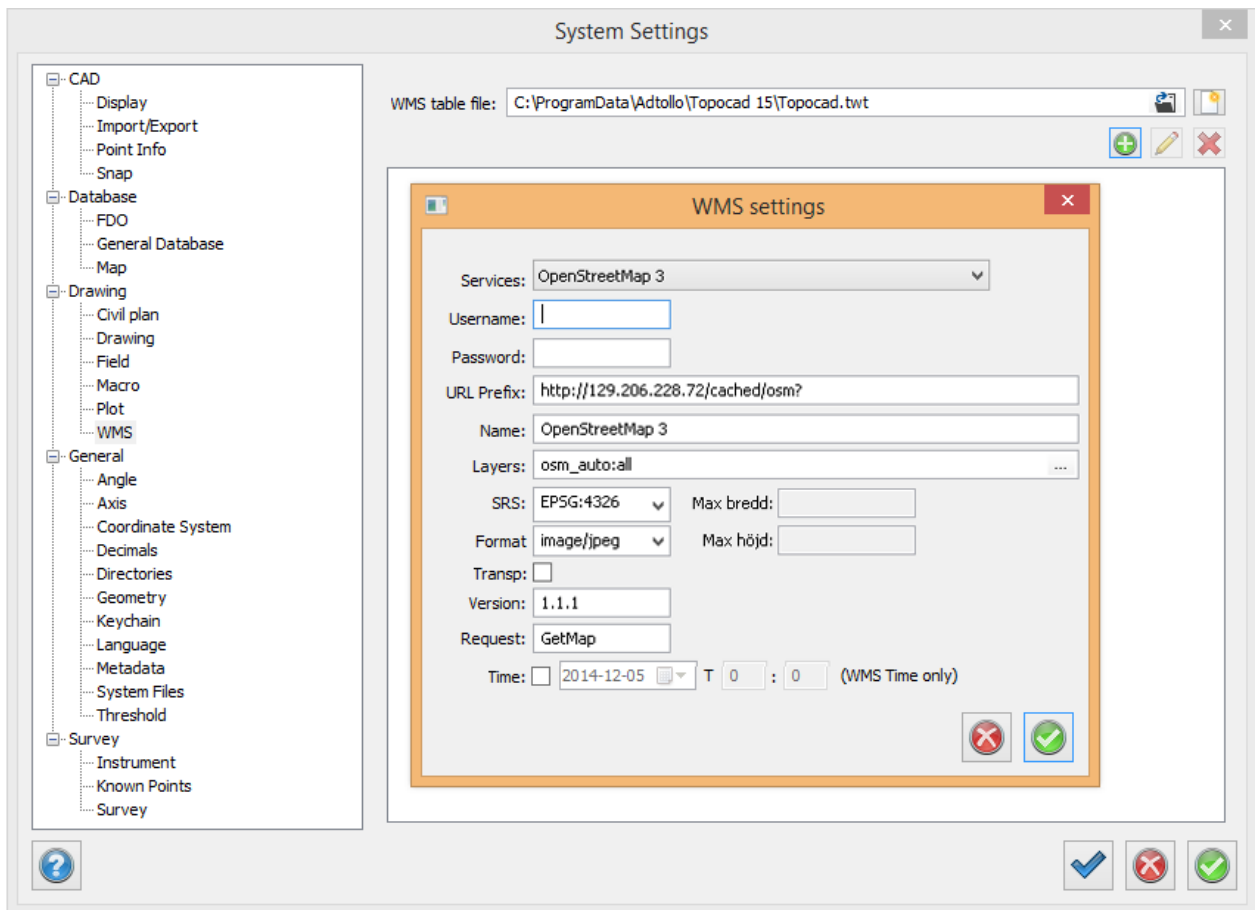 System Settings
CAD
Display
Import/Export
Point Info
Snap
Database
FDO
General Database
Map
Drawing
Civil plan
Drawing
Field
Macro
Plot
WMS
General
Angle
Axis
Coordinate System
Decimals
Directories
Geometry
Keychain
Language
Metadata
System Files
Threshold
Survey
Instrument
Known Points
Survey
WMS table file: C:\ProgramData\Adtollo\Topocad 15\Topocad.twt
WMS settings
Services: OpenStreetMap 3
Username:
Password:
URL Prefix: http://129.206.228.72/cached/osm?
Name: OpenStreetMap 3
Layers: osm_auto:all ...
SRS: EPSG:4326 Max bredd:
Format image/jpeg Max höjd:
Transp:
Version: 1.1.1
Request: GetMap
Time: 2014-12-05 T 0 : 0 (WMS Time only)